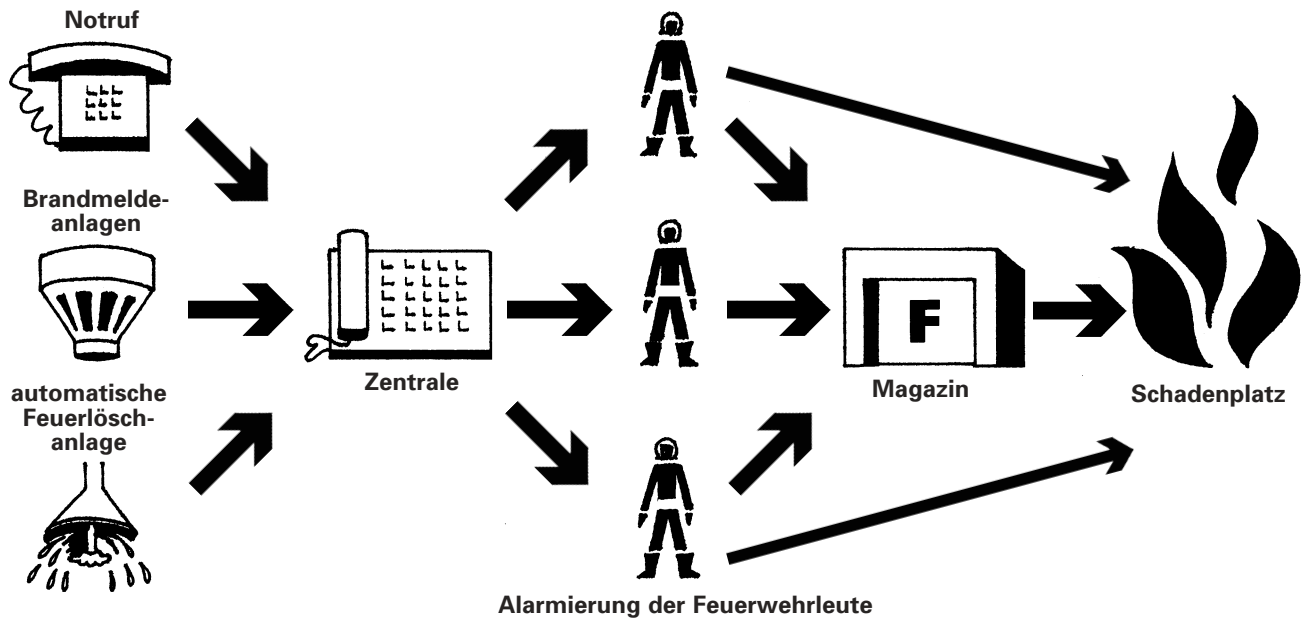 Notruf
Brandmelde-
anlagen
automatische
Feuerlösch-
anlage
Zentrale
F
Magazin
Schadenplatz
Alarmierung der Feuerwehrleute